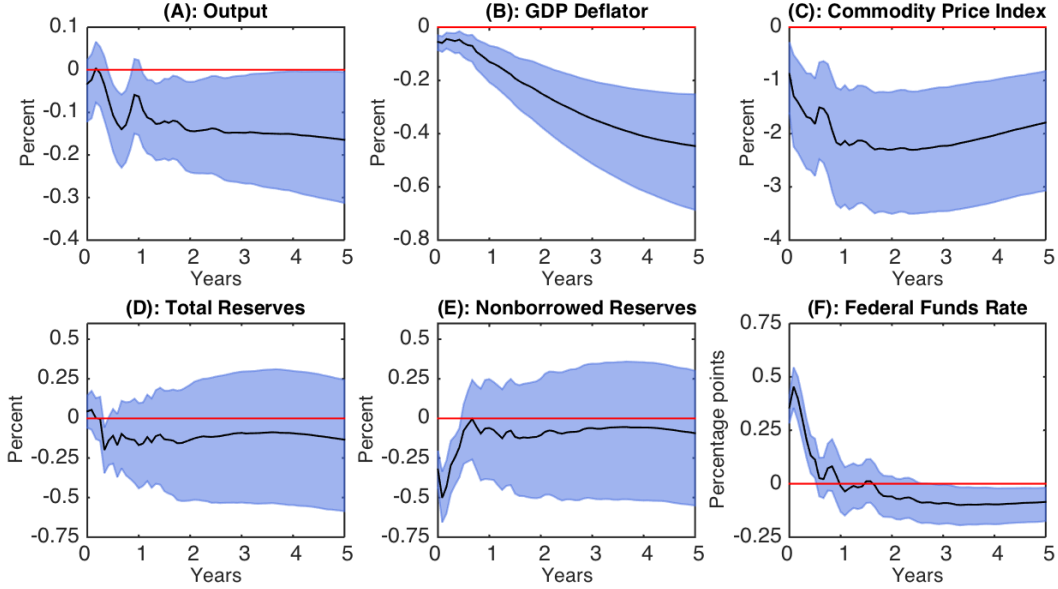 (A): Output
Percent
0.1
0
-0.1
-0.2
-0.3
-0.4
0 1 2 3 4 5
Years
(B): GDP Deflator
Percent
0
-0.2
-0.4
-0.6
-0.8
0 1 2 3 4 5
Years
(C): Commodity Price Index
Percent
0
-1
-2
-3
-4
0 1 2 3 4 5
Years
(D): Total Reserves
Percent
0.5
0.25
0
-0.25
-0.5
-0.75
0 1 2 3 4 5
Years
(E): Nonborrowed Reserves
Percent
0.5
0.25
0
-0.25
-0.5
-0.75
0 1 2 3 4 5
Years
(F): Federal Funds Rate
Percentage points
0.75
0.5
0.25
0
-0.25
0 1 2 3 4 5
Years